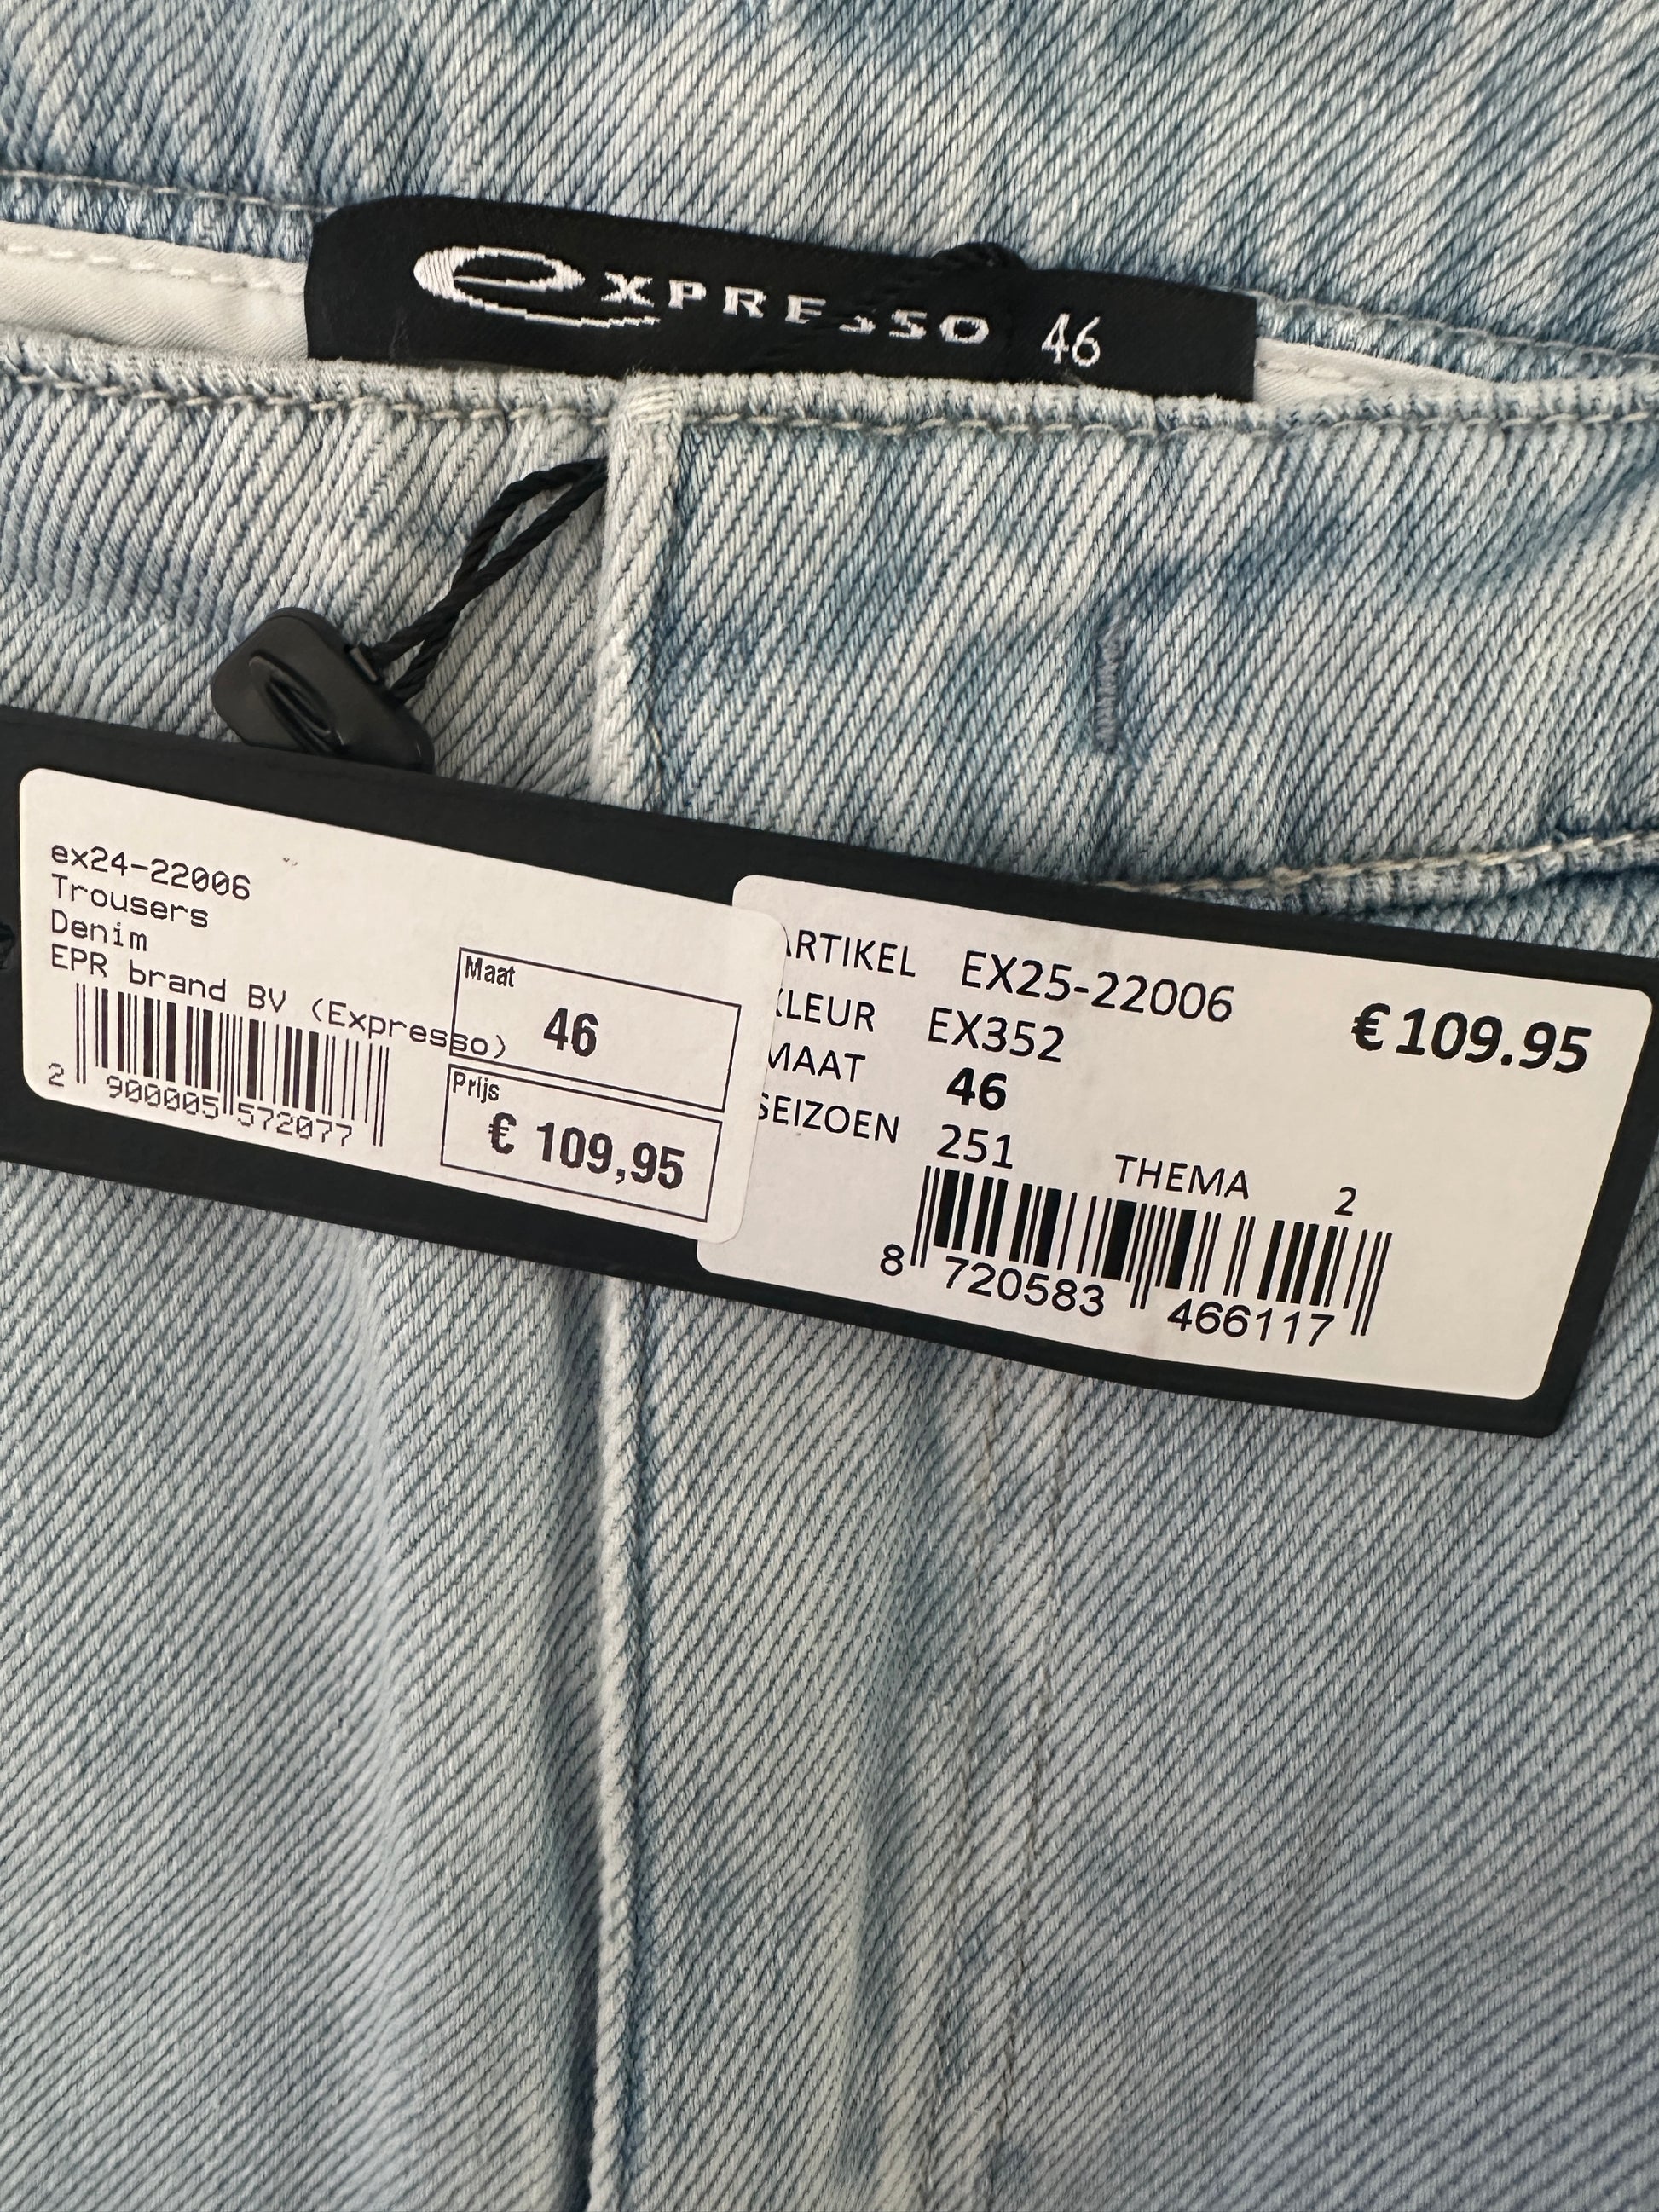 expresso 46
ex24-22006
Trousers
Denim
EPR brand BV (Expresso)
2 900005 572077
Maat
46
Prijs
€ 109,95
ARTIKEL EX25-22006
€109.95
KLEUR EX352
MAAT 46
SEIZOEN 251
THEMA 2
8 720583 466117